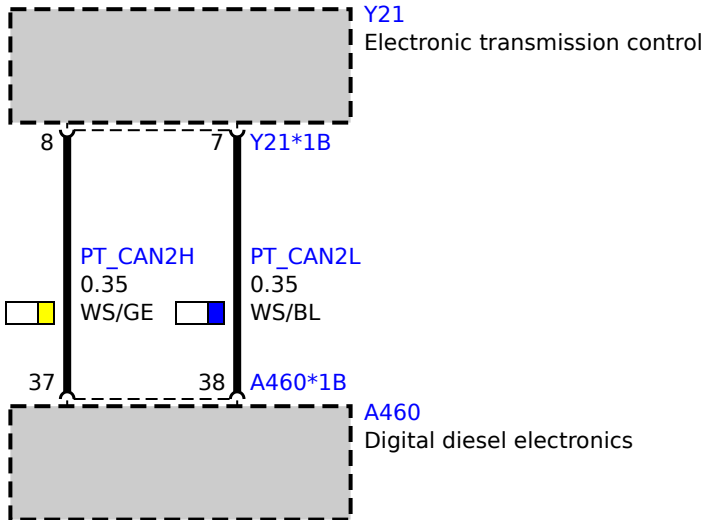 Y21
Electronic transmission control
8
7 Y21*1B
PT_CAN2H
0.35
WS/GE
PT_CAN2L
0.35
WS/BL
37
38 A460*1B
A460
Digital diesel electronics